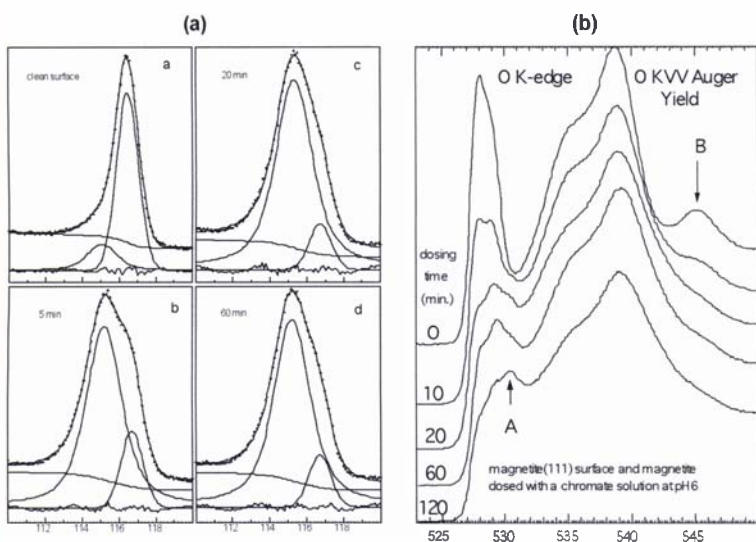 (a)
(b)
clean surface
a
20 min
c
5 min
b
60 min
d
112 114 116 118
112 114 116 118
O K-edge
O KVV Auger
Yield
B
dosing
time
(min.)
0
10
20
60
120
A
magnetite(111) surface and magnetite
dosed with a chromate solution at pH6
525 530 535 540 545